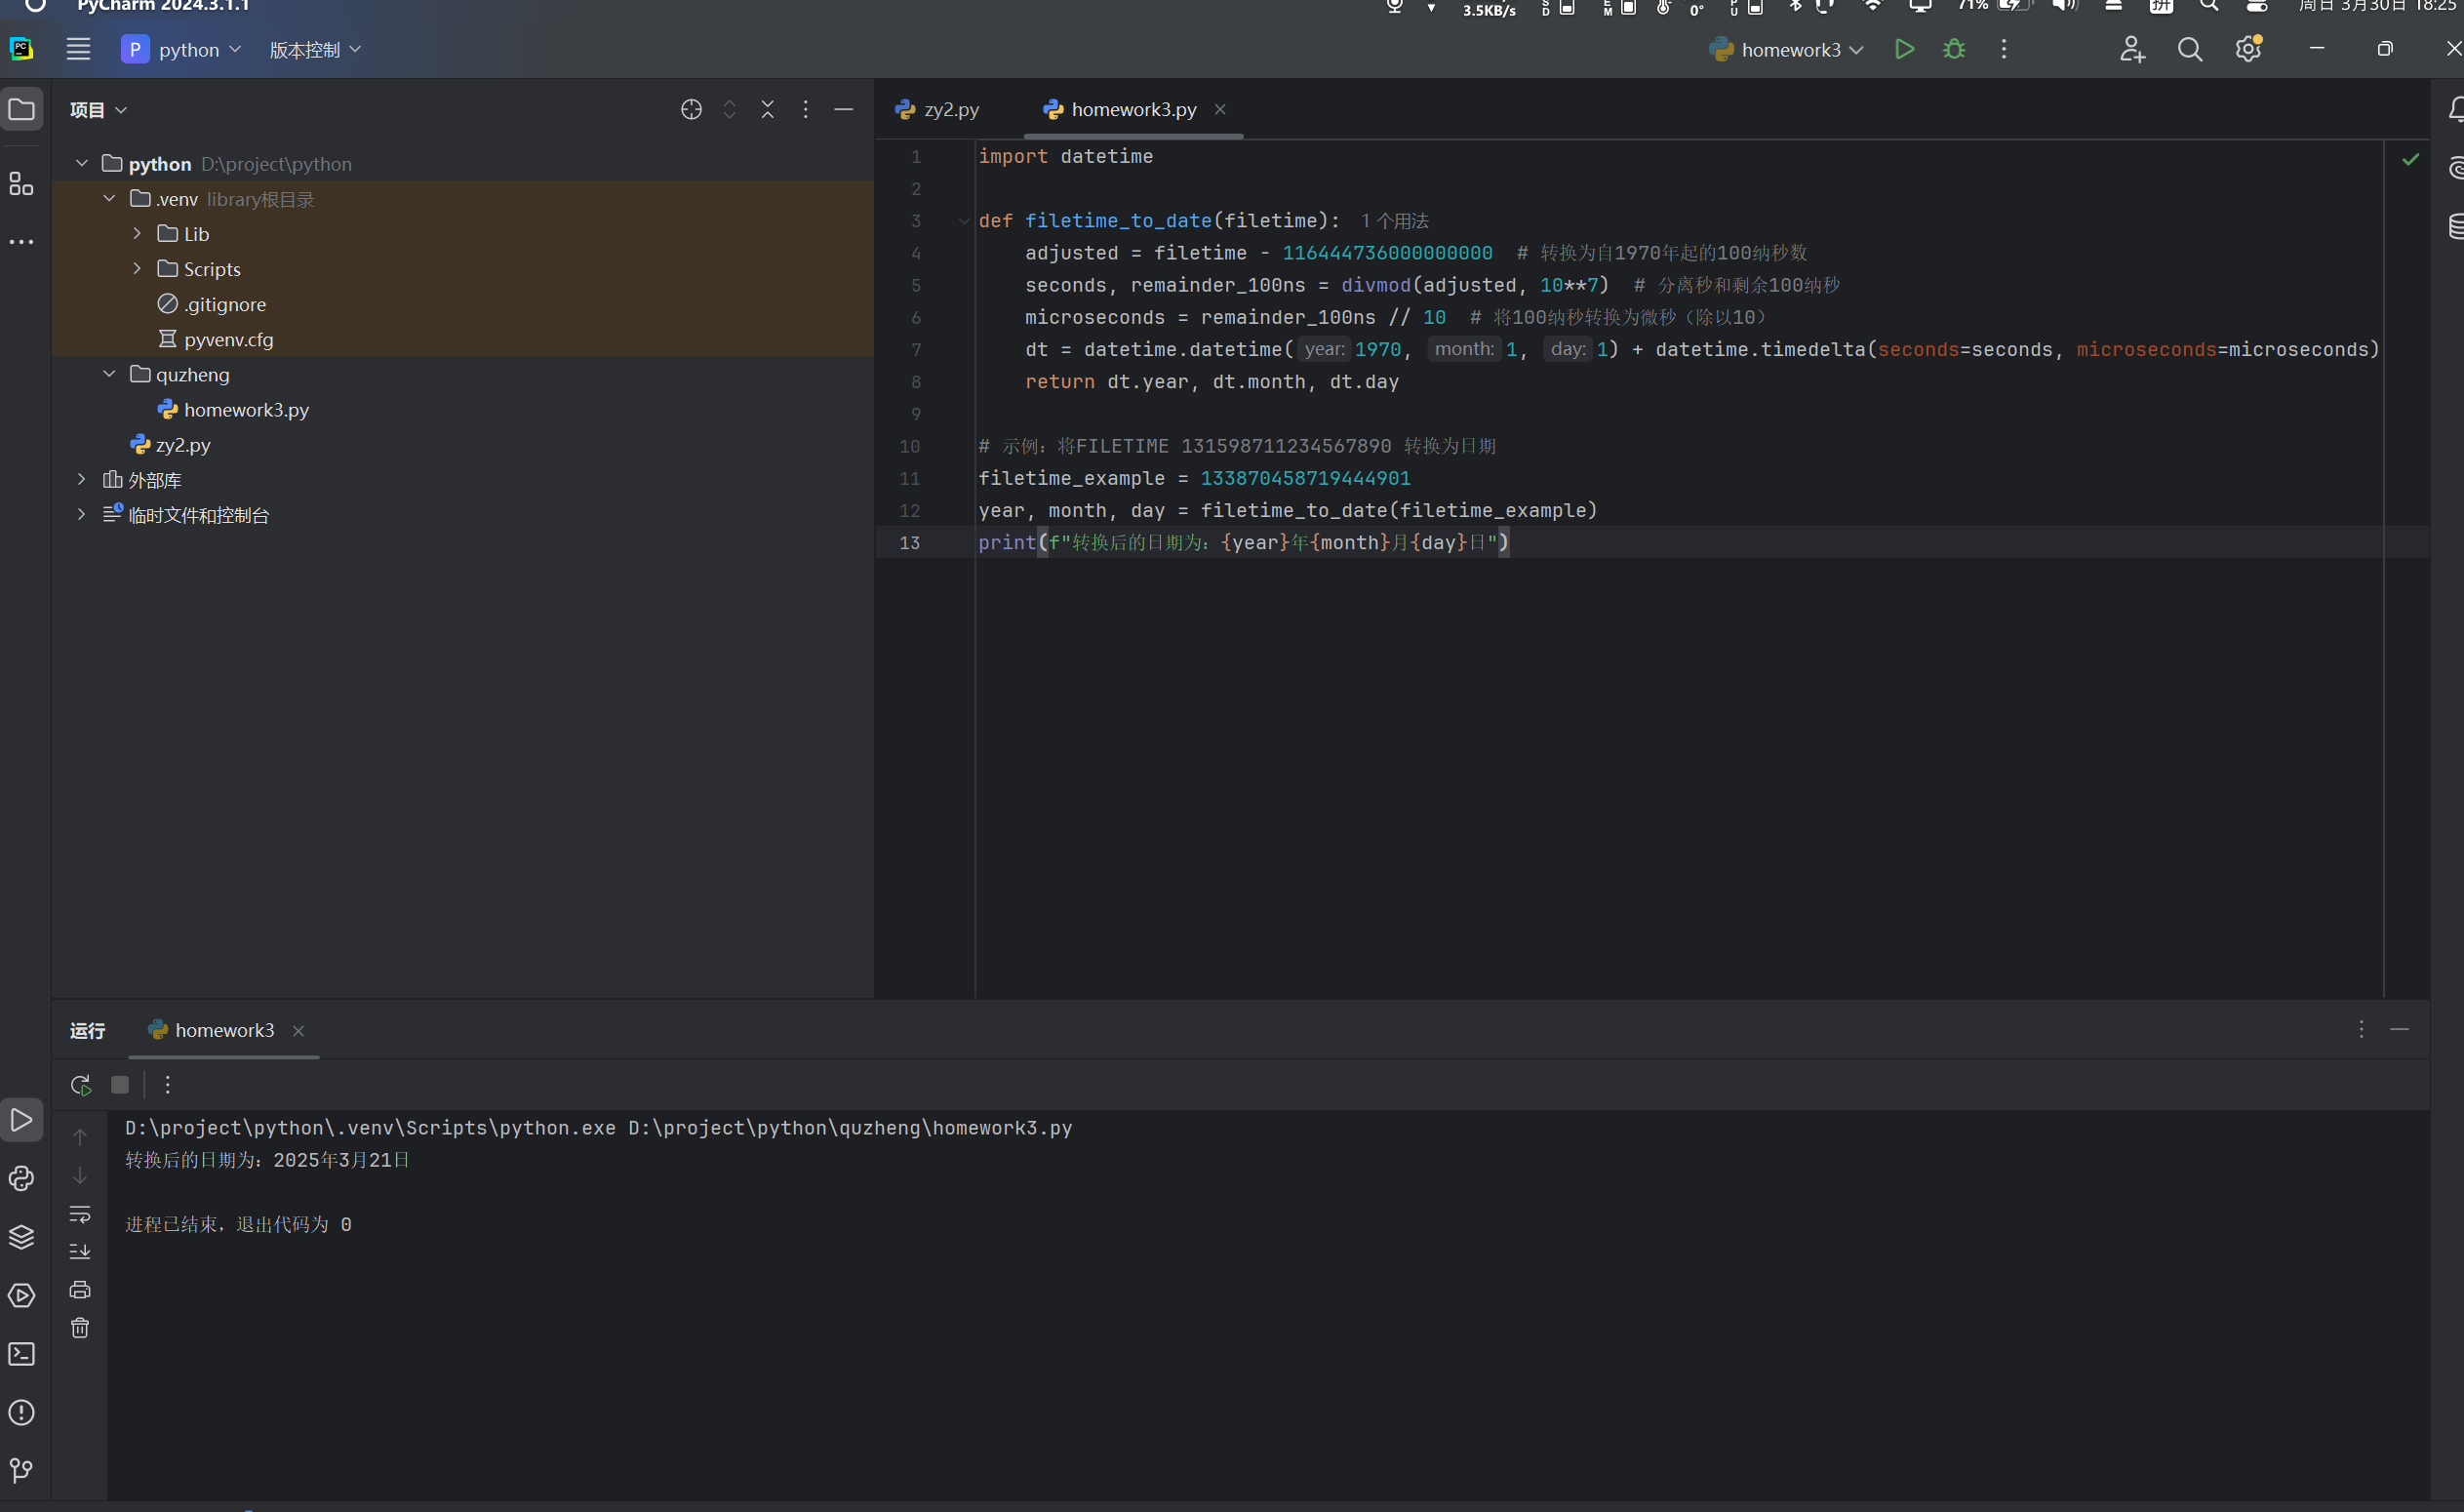 PyCharm 2024.3.1.1
3.5KB/s
0°
71%
拼
周日 3月30日 18:25
P python 版本控制
homework3
项目
python D:\project\python
.venv library根目录
Lib
Scripts
.gitignore
pyvenv.cfg
quzheng
homework3.py
zy2.py
外部库
临时文件和控制台
zy2.py homework3.py
1 import datetime
2
3 def filetime_to_date(filetime): 1个用法
4 adjusted = filetime - 116444736000000000 # 转换为自1970年起的100纳秒数
5 seconds, remainder_100ns = divmod(adjusted, 10**7) # 分离秒和剩余100纳秒
6 microseconds = remainder_100ns // 10 # 将100纳秒转换为微秒（除以10）
7 dt = datetime.datetime( year: 1970, month: 1, day: 1) + datetime.timedelta(seconds=seconds, microseconds=microseconds)
8 return dt.year, dt.month, dt.day
9
10 # 示例：将FILETIME 131598711234567890 转换为日期
11 filetime_example = 133870458719444901
12 year, month, day = filetime_to_date(filetime_example)
13 print(f"转换后的日期为：{year}年{month}月{day}日")
运行 homework3
D:\project\python\.venv\Scripts\python.exe D:\project\python\quzheng\homework3.py
转换后的日期为：2025年3月21日
进程已结束，退出代码为 0